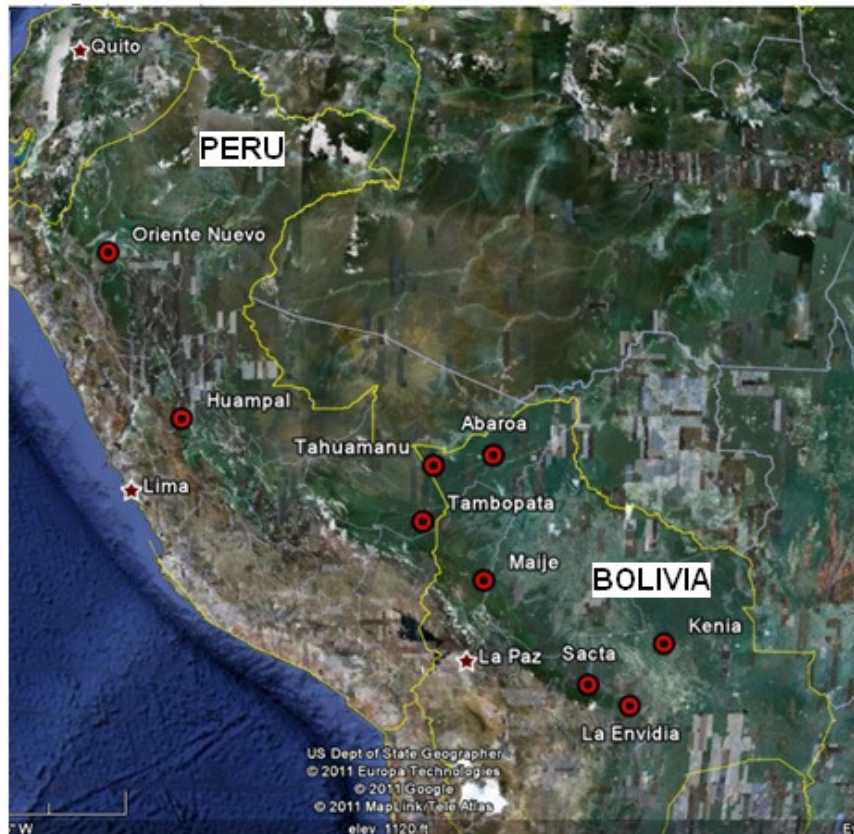 Quito
PERU
Oriente Nuevo
Huampal
Abaroa
Tahuamanu
Lima
Tambopata
Maije
BOLIVIA
Kenia
La Paz
Sacta
La Envidia
US Dept of State Geographer
© 2011 Europa Technologies
© 2011 Google
© 2011 MapLink/Tele Atlas
elev 1120 ft